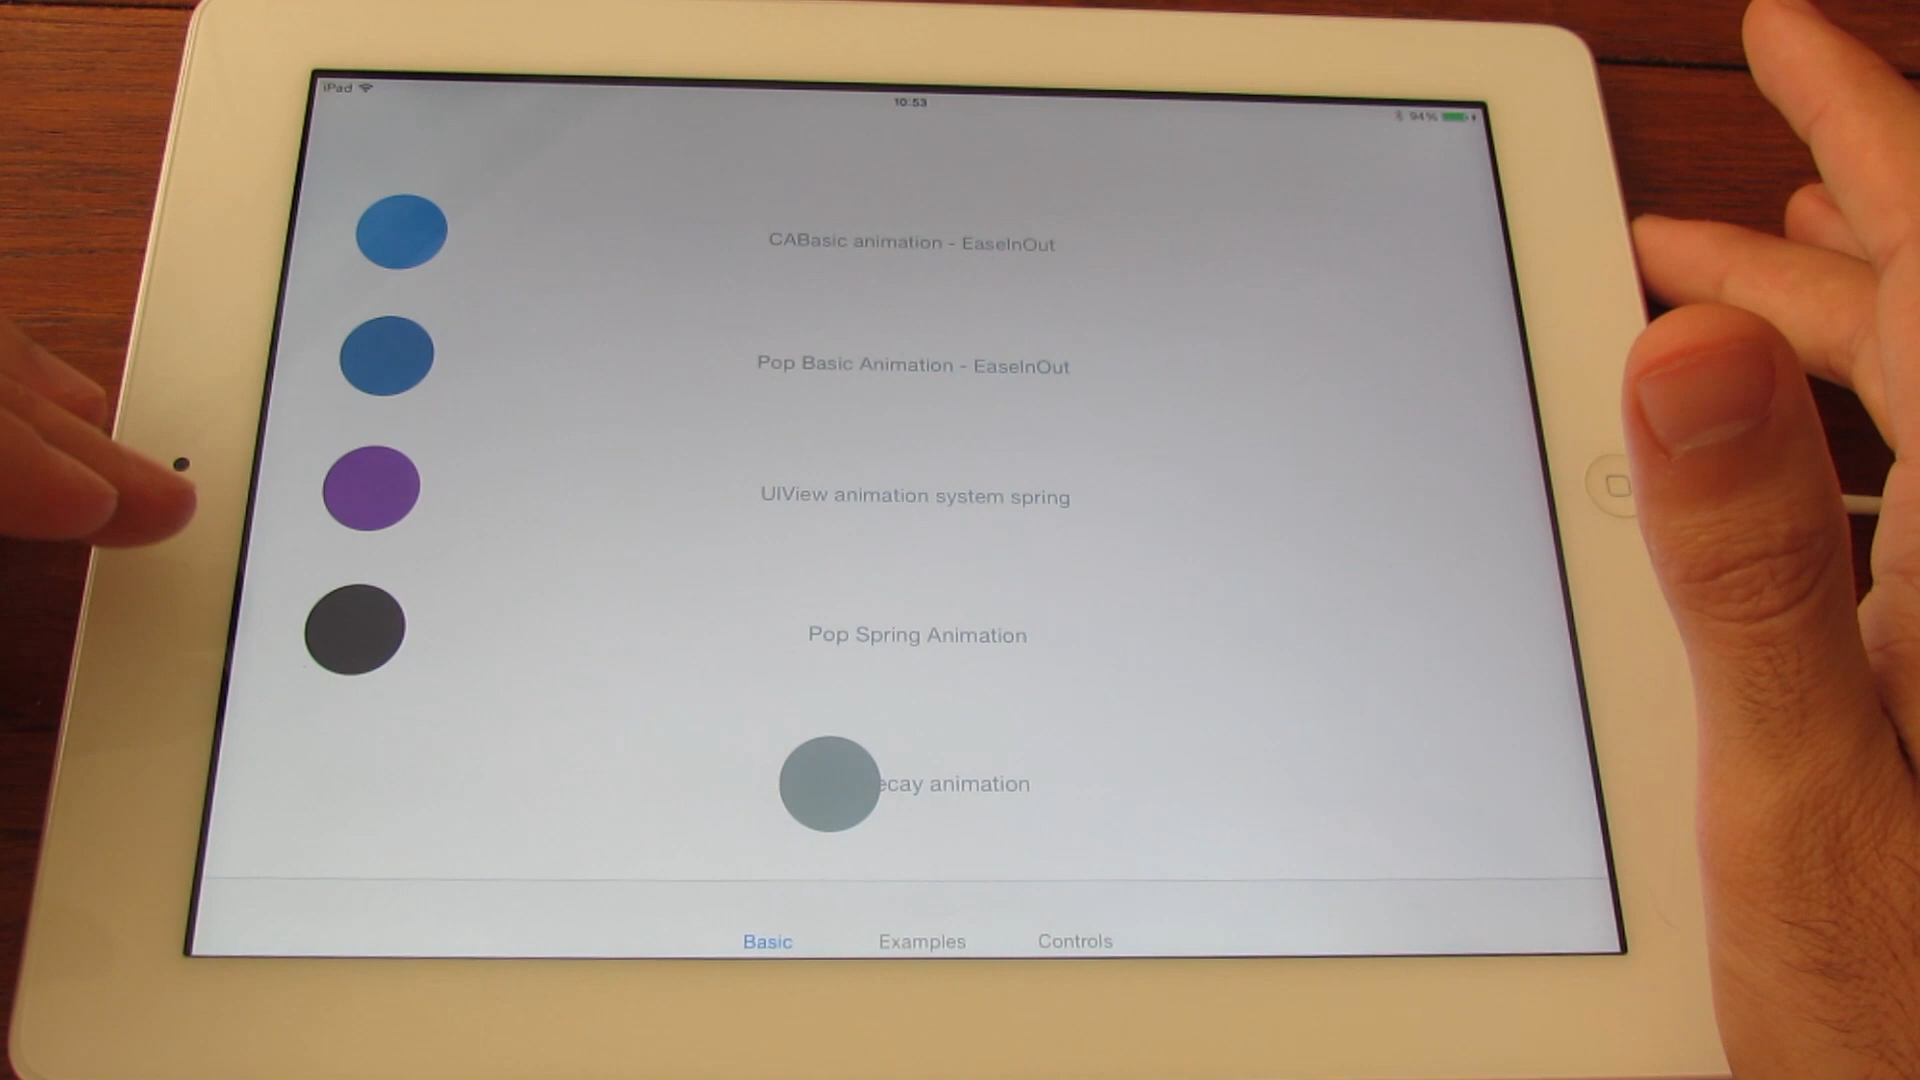 iPad
10:53
94%
CABasic animation - EaseInOut
Pop Basic Animation - EaseInOut
UIView animation system spring
Pop Spring Animation
ecay animation
Basic Examples Controls